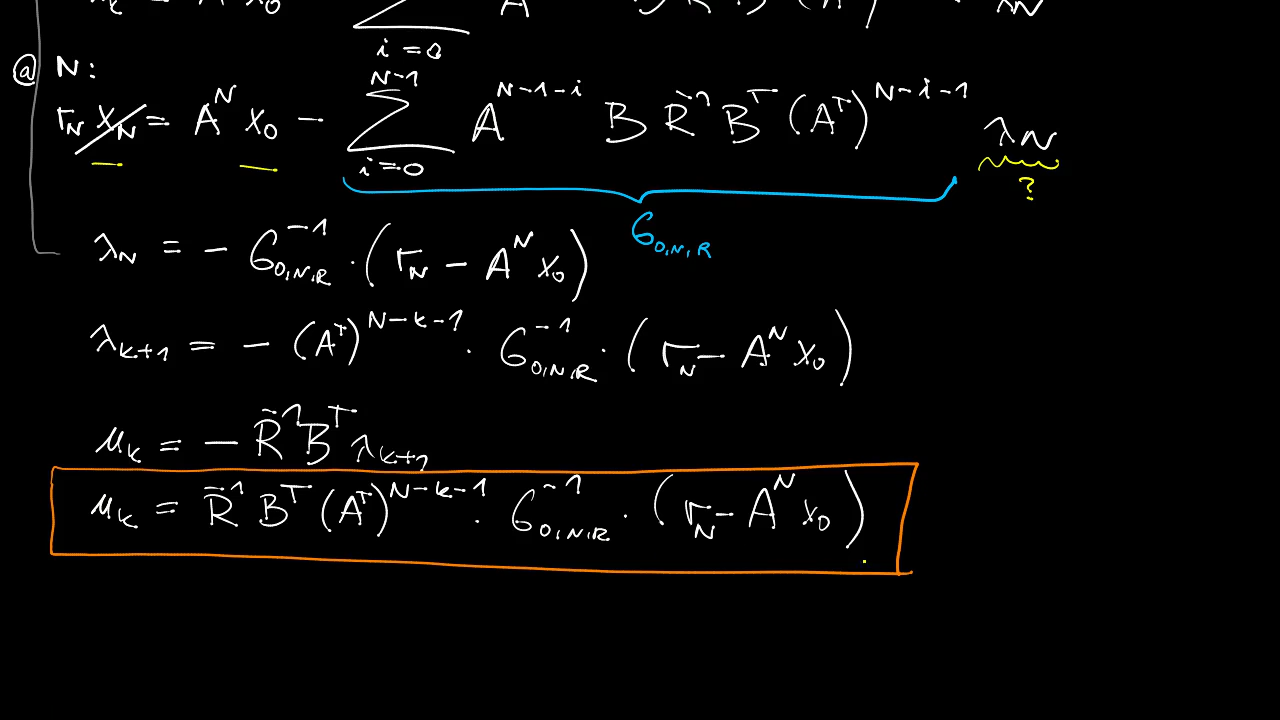 @ N:
r_N x_N = A^N x_0 − ∑_{i=0}^{N−1} A^{N−1−i} B R^{−1} B^T (A^T)^{N−i−1} λ_N
?
G_{0,N,R}
λ_N = − G_{0,N,R}^{−1} · (r_N − A^N x_0)
λ_{k+1} = − (A^T)^{N−k−1} · G_{0,N,R}^{−1} · (r_N − A^N x_0)
u_k = − R^{−1} B^T λ_{k+1}
u_k = R^{−1} B^T (A^T)^{N−k−1} · G_{0,N,R}^{−1} · (r_N − A^N x_0)